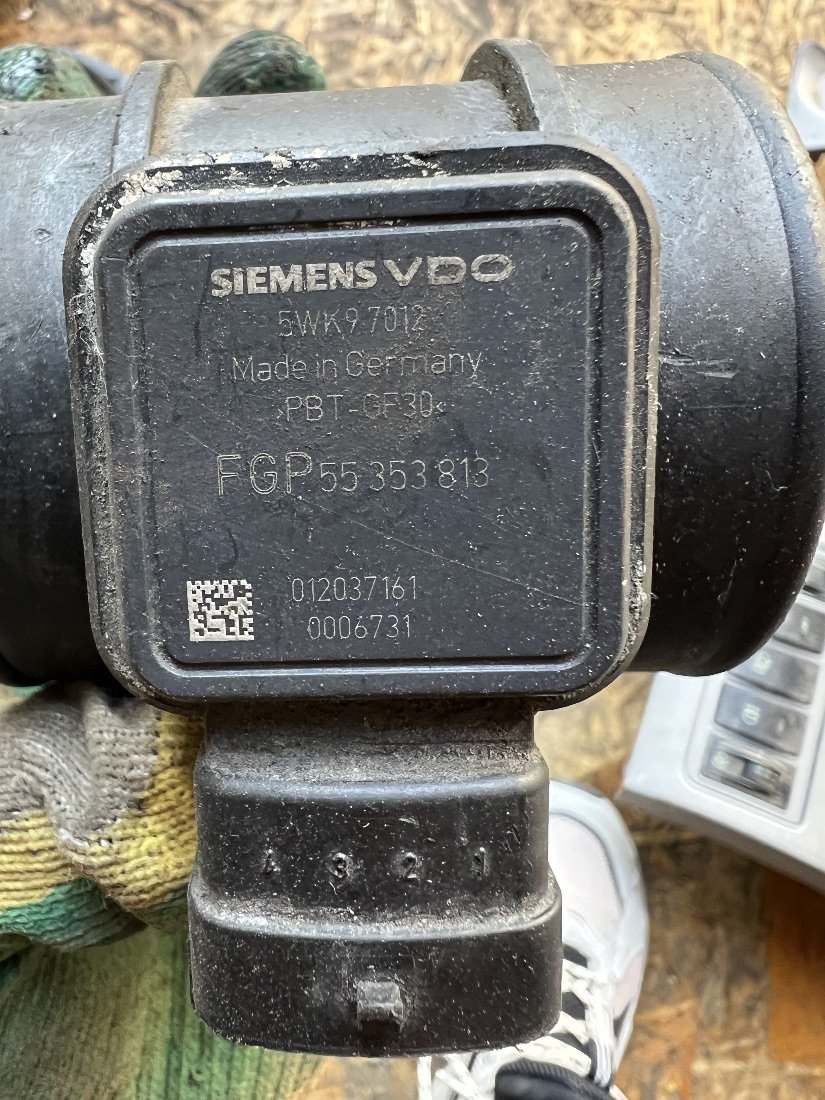 SIEMENS VDO
5WK9 7012
Made in Germany
>PBT-GF30<
FGP 55 353 813
012037161
0006731
4 3 2 1